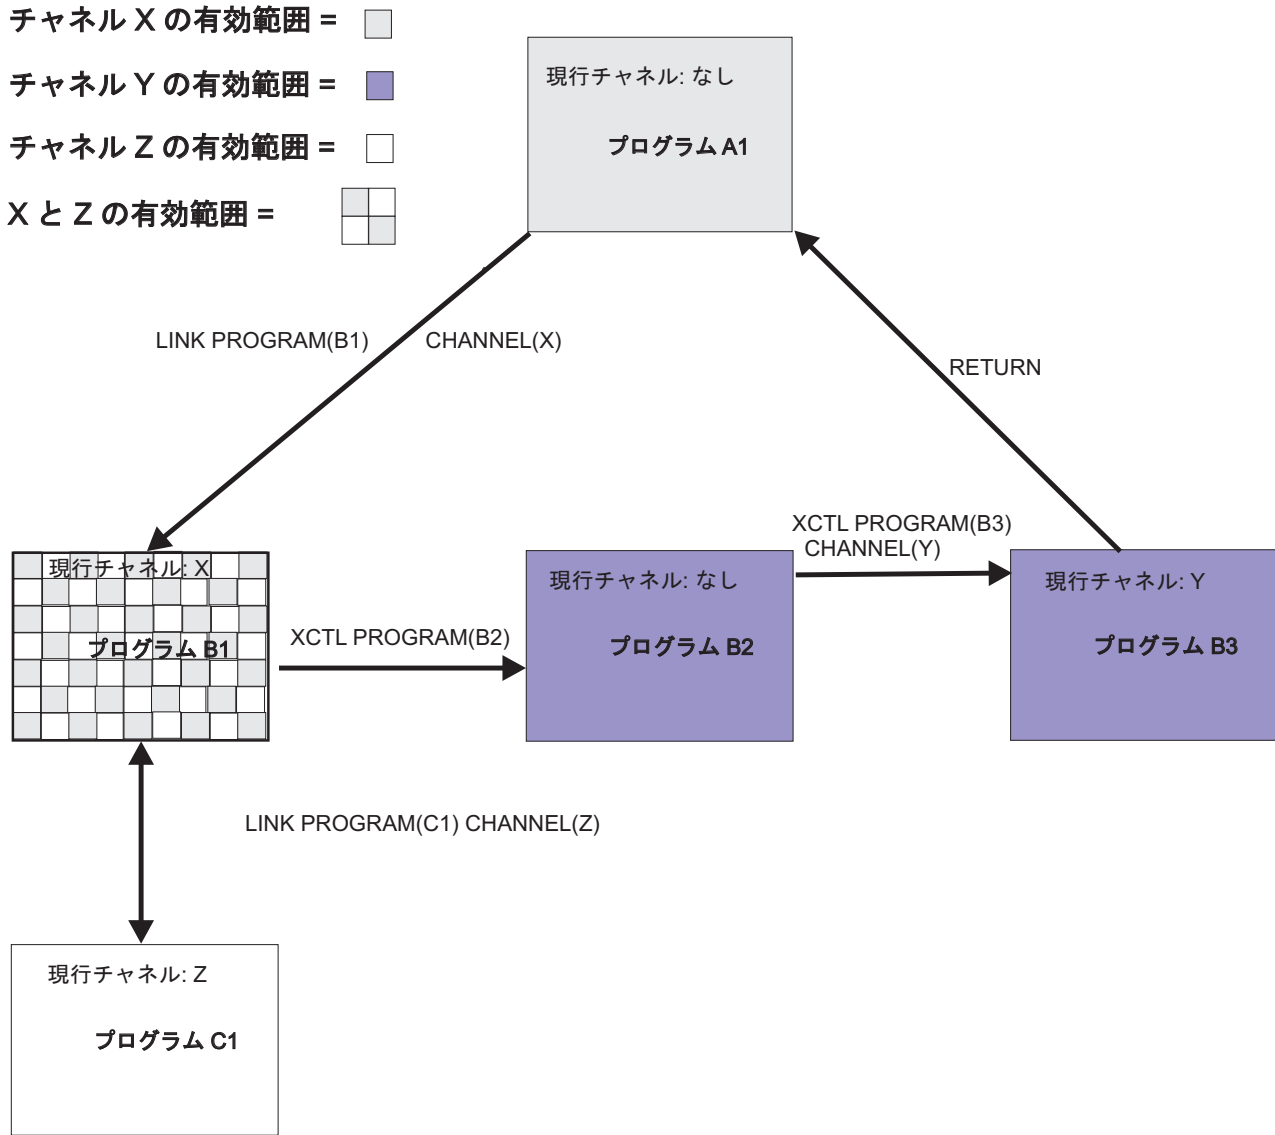 チャネル X の有効範囲 =
チャネル Y の有効範囲 =
チャネル Z の有効範囲 =
X と Z の有効範囲 =
現行チャネル: なし
プログラム A1
LINK PROGRAM(B1) CHANNEL(X)
RETURN
現行チャネル: X
プログラム B1
XCTL PROGRAM(B2)
現行チャネル: なし
プログラム B2
XCTL PROGRAM(B3)
CHANNEL(Y)
現行チャネル: Y
プログラム B3
LINK PROGRAM(C1) CHANNEL(Z)
現行チャネル: Z
プログラム C1